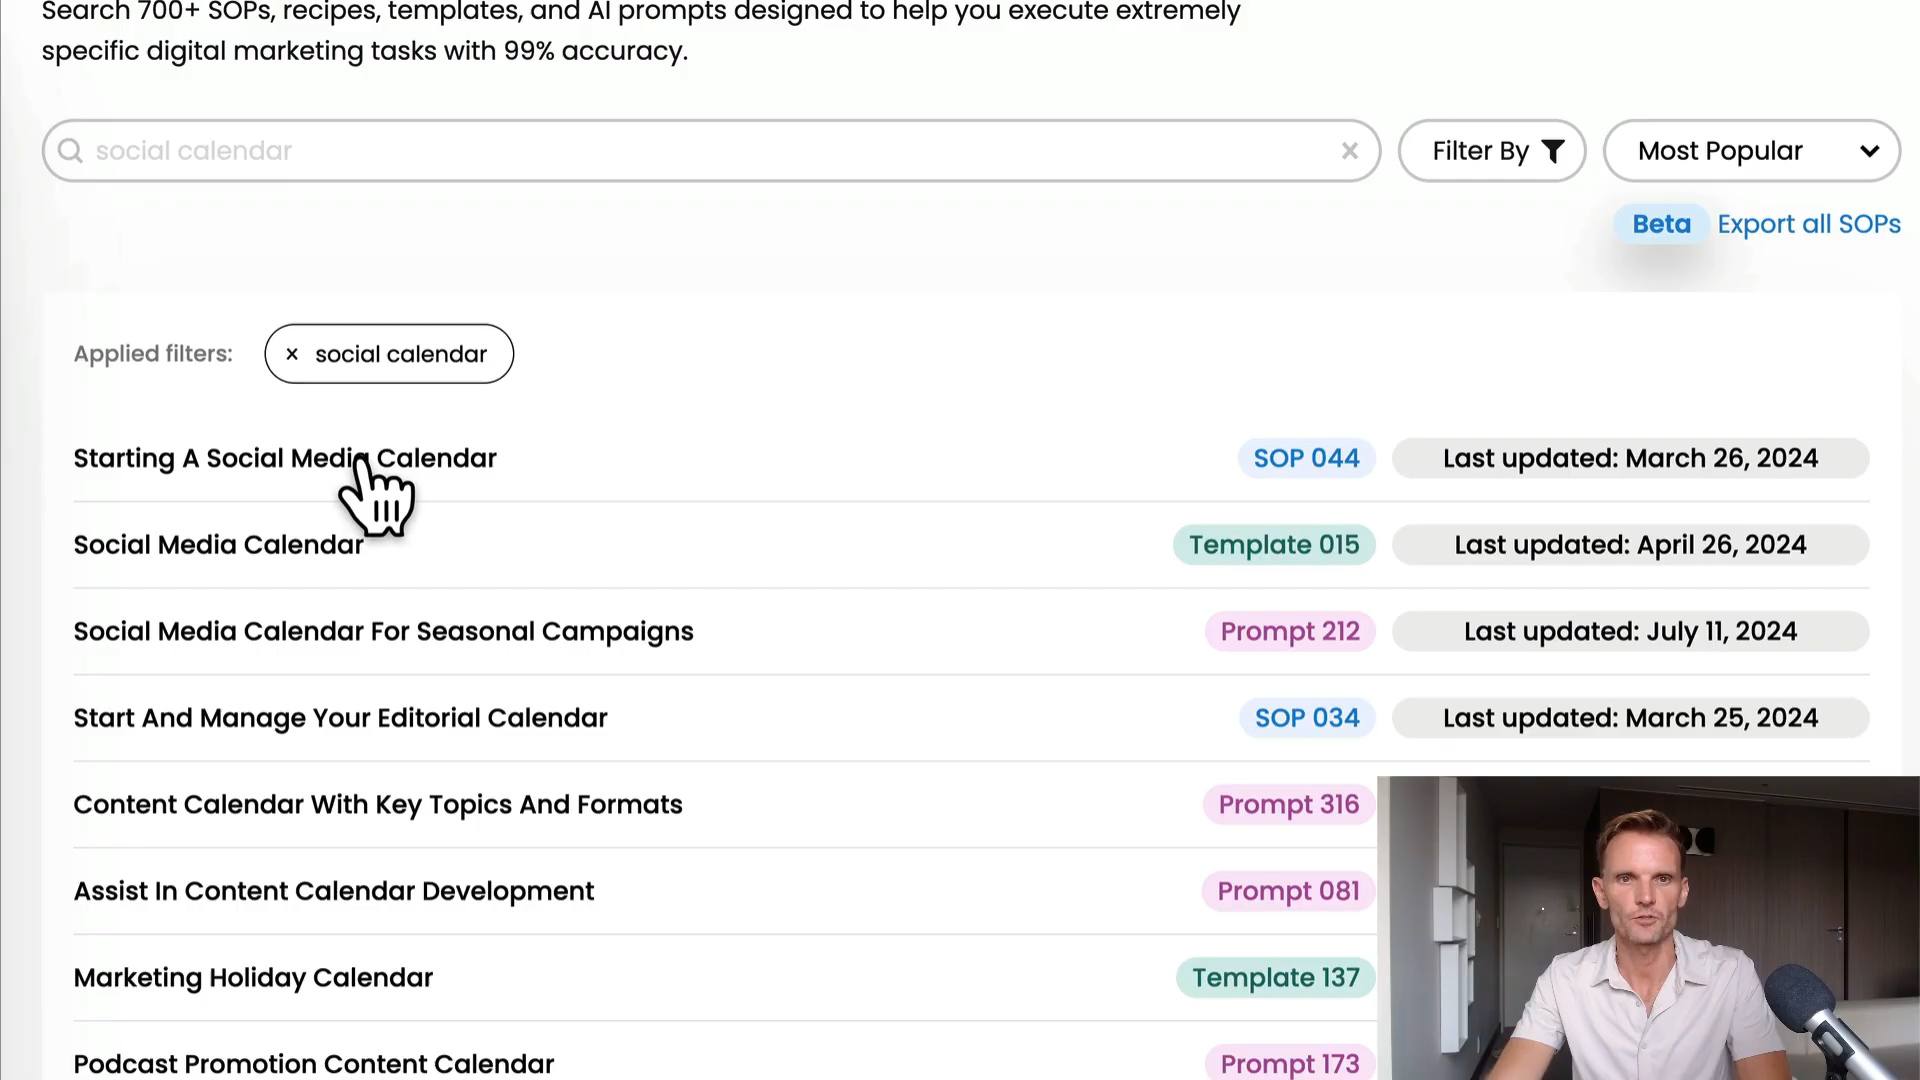 Search 700+ SOPs, recipes, templates, and AI prompts designed to help you execute extremely
specific digital marketing tasks with 99% accuracy.
social calendar
Filter By
Most Popular
Beta Export all SOPs
Applied filters: × social calendar
Starting A Social Media Calendar SOP 044 Last updated: March 26, 2024
Social Media Calendar Template 015 Last updated: April 26, 2024
Social Media Calendar For Seasonal Campaigns Prompt 212 Last updated: July 11, 2024
Start And Manage Your Editorial Calendar SOP 034 Last updated: March 25, 2024
Content Calendar With Key Topics And Formats Prompt 316
Assist In Content Calendar Development Prompt 081
Marketing Holiday Calendar Template 137
Podcast Promotion Content Calendar Prompt 173